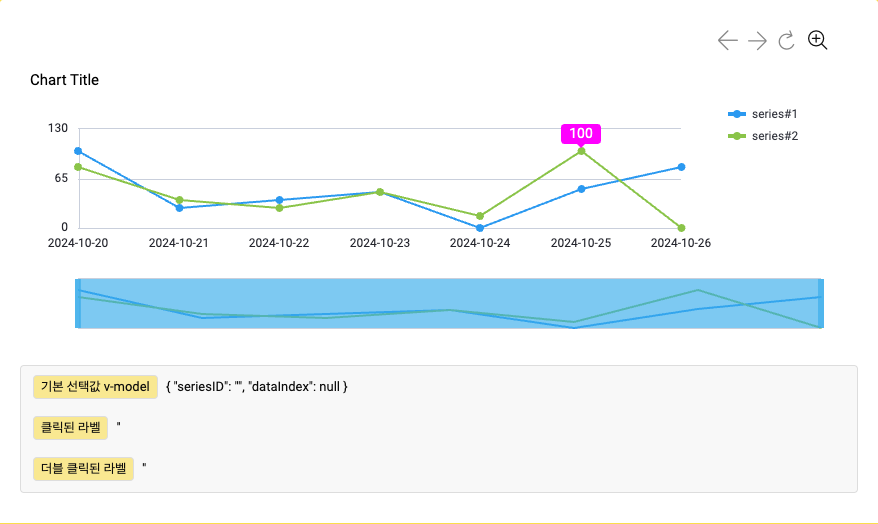 Chart Title
series#1
series#2
130
100
65
0
2024-10-20 2024-10-21 2024-10-22 2024-10-23 2024-10-24 2024-10-25 2024-10-26
기본 선택값 v-model { "seriesID": "", "dataIndex": null }
클릭된 라벨 "
더블 클릭된 라벨 "